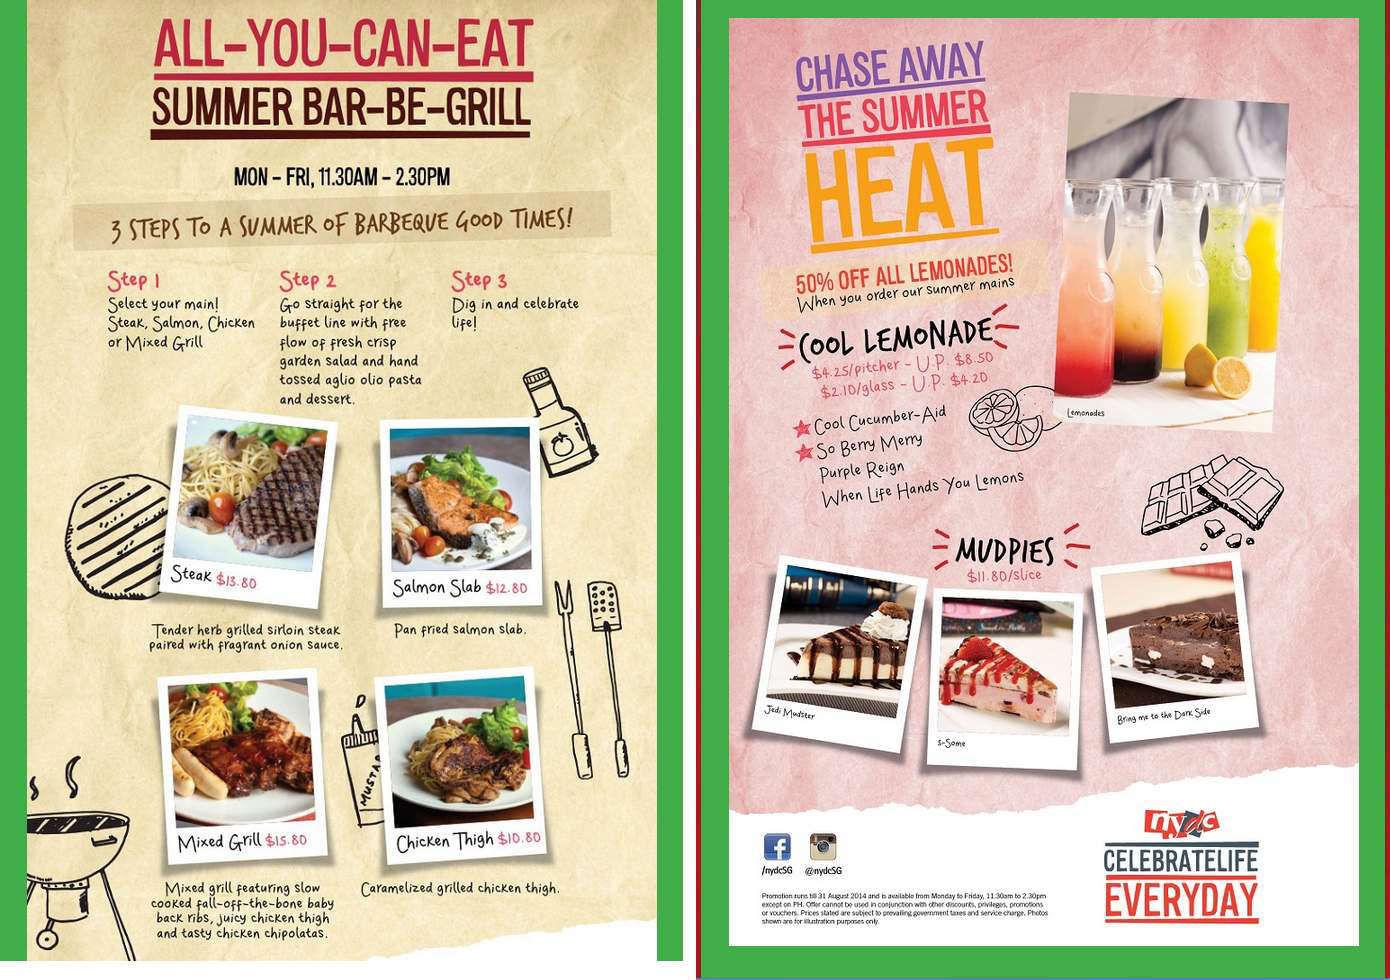 ALL-YOU-CAN-EAT
SUMMER BAR-BE-GRILL
MON - FRI, 11.30AM - 2.30PM
3 STEPS TO A SUMMER OF BARBEQUE GOOD TIMES!
Step 1
Select your main!
Steak, Salmon, Chicken
or Mixed Grill
Step 2
Go straight for the
buffet line with free
flow of fresh crisp
garden salad and hand
tossed aglio olio pasta
and dessert.
Step 3
Dig in and celebrate
life!
Steak $13.80
Tender herb grilled sirloin steak
paired with fragrant onion sauce.
Salmon Slab $12.80
Pan fried salmon slab.
MUSTA
Mixed Grill $15.80
Mixed grill featuring slow
cooked fall-off-the-bone baby
back ribs, juicy chicken thigh
and tasty chicken chipolatas.
Chicken Thigh $10.80
Caramelized grilled chicken thigh.
CHASE AWAY
THE SUMMER
HEAT
50% OFF ALL LEMONADES!
When you order our summer mains
COOL LEMONADE
$4.25/pitcher - U.P. $8.50
$2.10/glass - U.P. $4.20
Cool Cucumber-Aid
So Berry Merry
Purple Reign
When Life Hands You Lemons
Lemonades
MUDPIES
$11.80/slice
Jedi Mudster
3-Some
Bring me to the Dark Side
/nydcSG
@nydcSG
Promotion runs till 31 August 2014 and is available from Monday to Friday, 11.30am to 2.30pm
except on PH. Offer cannot be used in conjunction with other discounts, privileges, promotions
or vouchers. Prices stated are subject to prevailing government taxes and service charge. Photos
shown are for illustration purposes only.
nydc
CELEBRATELIFE
EVERYDAY